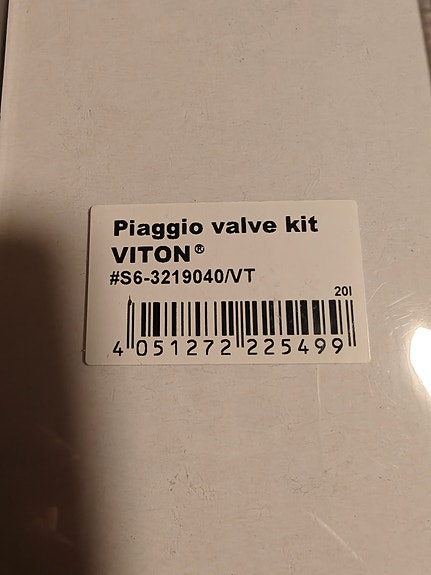 Piaggio valve kit
VITON®
#S6-3219040/VT
20I
4 051272 225499